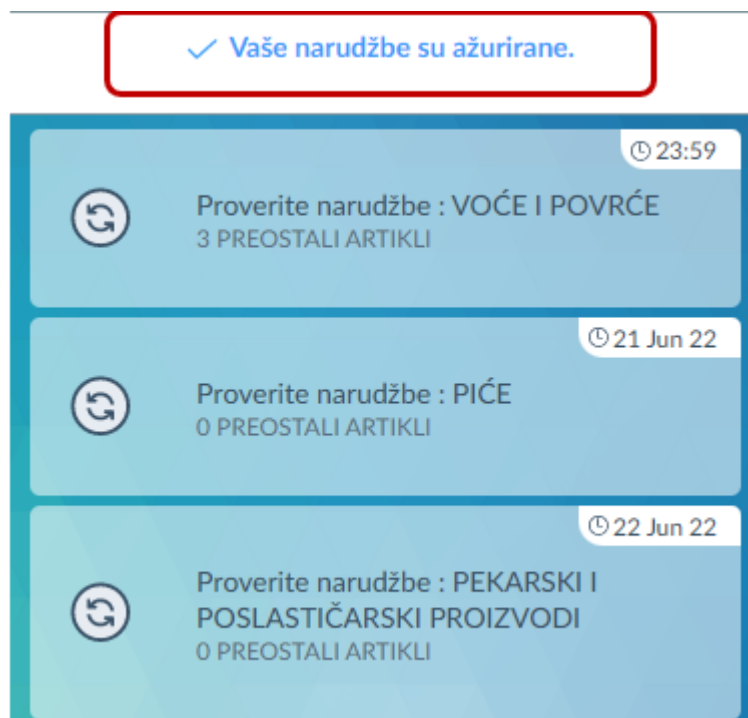 Vaše narudžbe su ažurirane.
23:59
Proverite narudžbe : VOĆE I POVRĆE
3 PREOSTALI ARTIKLI
21 Jun 22
Proverite narudžbe : PIĆE
0 PREOSTALI ARTIKLI
22 Jun 22
Proverite narudžbe : PEKARSKI I
POSLASTIČARSKI PROIZVODI
0 PREOSTALI ARTIKLI